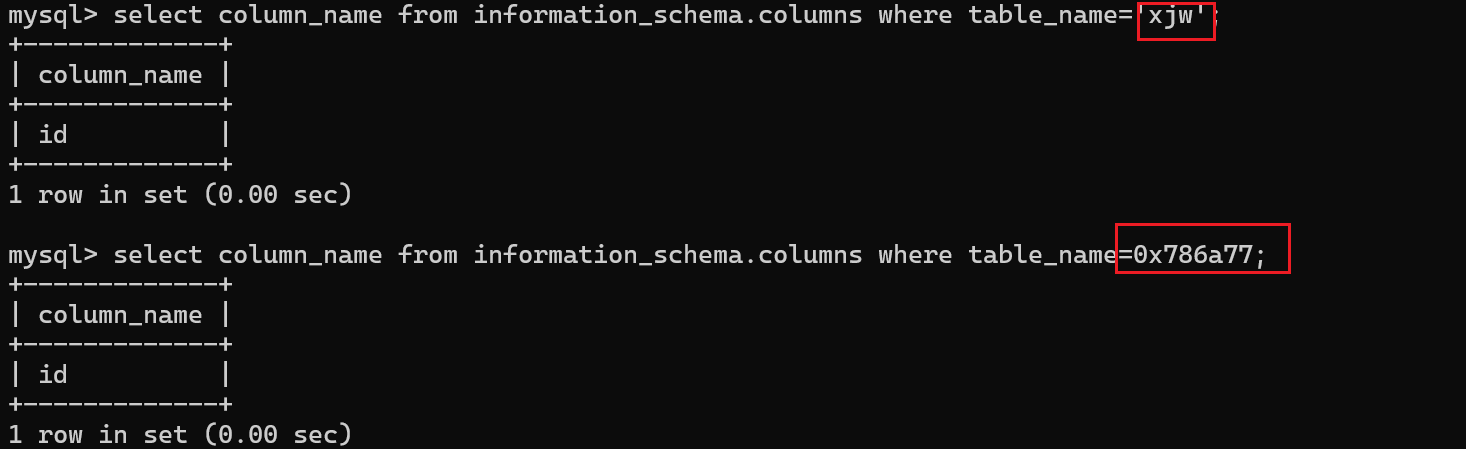 mysql> select column_name from information_schema.columns where table_name='xjw';
+-------------+
| column_name |
+-------------+
| id          |
+-------------+
1 row in set (0.00 sec)
mysql> select column_name from information_schema.columns where table_name=0x786a77;
+-------------+
| column_name |
+-------------+
| id          |
+-------------+
1 row in set (0.00 sec)